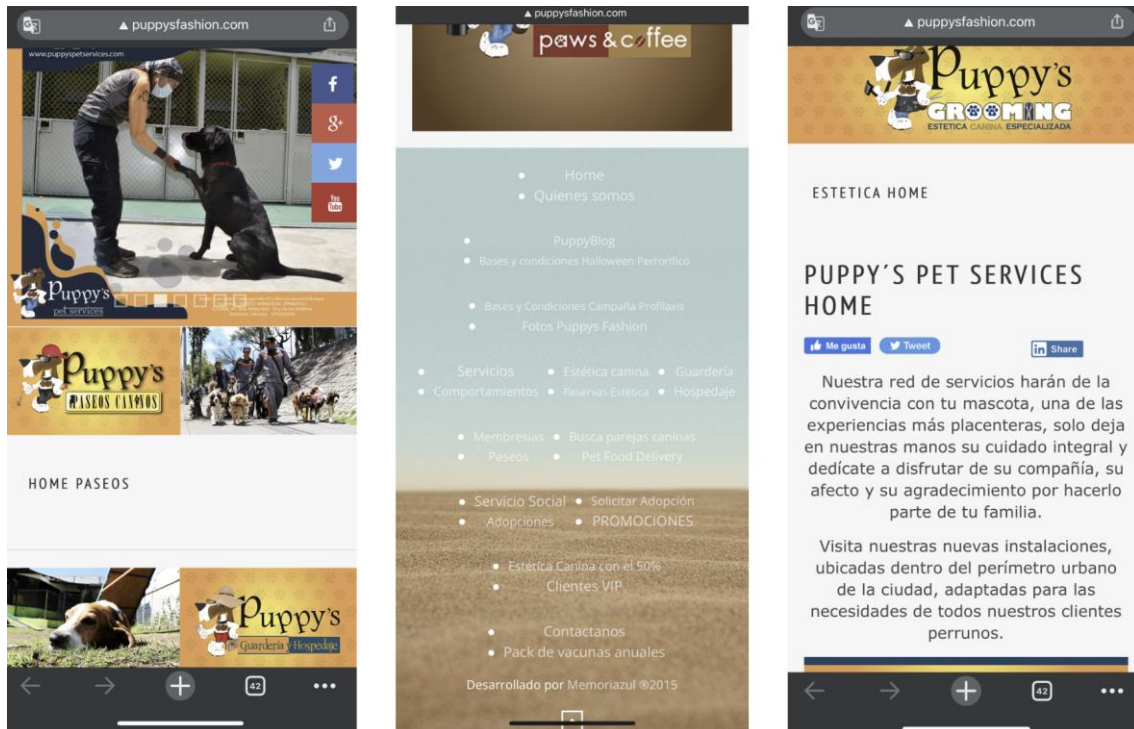 puppysfashion.com
www.puppyspetservices.com
f
g+
You
Tube
Puppy's
pet services
Puppy's
PASEOS CANINOS
HOME PASEOS
Puppy's
Guardería y Hospedaje
42
puppysfashion.com
paws & coffee
Home
Quienes somos
PuppyBlog
Bases y condiciones Halloween Perrorifico
Bases y Condiciones Campaña Profilaxis
Fotos Puppys Fashion
Servicios • Estética canina • Guardería
Comportamientos • Reservas Estética • Hospedaje
Membresías • Busca parejas caninas
Paseos • Pet Food Delivery
Servicio Social • Solicitar Adopción
Adopciones • PROMOCIONES
Estética Canina con el 50%
Clientes VIP
Contactanos
Pack de vacunas anuales
Desarrollado por Memoriazul ®2015
puppysfashion.com
Puppy's
GROOMING
ESTETICA CANINA ESPECIALIZADA
ESTETICA HOME
PUPPY´S PET SERVICES
HOME
Me gusta Tweet in Share
Nuestra red de servicios harán de la
convivencia con tu mascota, una de las
experiencias más placenteras, solo deja
en nuestras manos su cuidado integral y
dedícate a disfrutar de su compañía, su
afecto y su agradecimiento por hacerlo
parte de tu familia.
Visita nuestras nuevas instalaciones,
ubicadas dentro del perímetro urbano
de la ciudad, adaptadas para las
necesidades de todos nuestros clientes
perrunos.
42